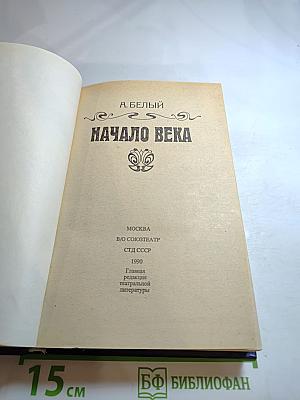 А. БЕЛЫЙ
НАЧАЛО ВЕКА
МОСКВА
В/О СОЮЗТЕАТР
СТД СССР
1990
Главная
редакция
театральной
литературы
15 см
БФ БИБЛИОФАН